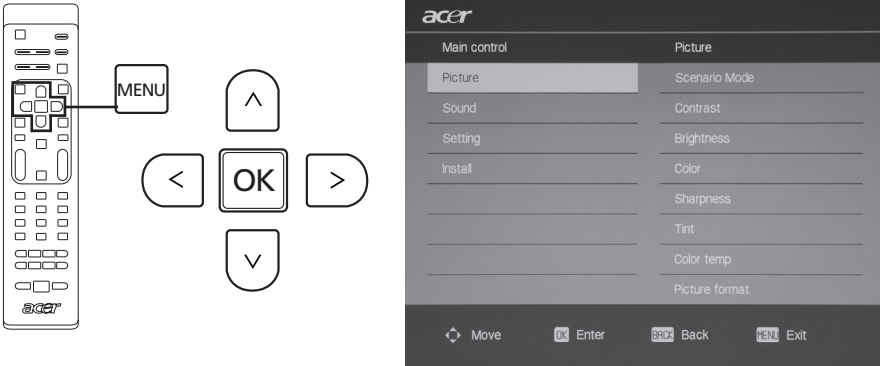 MENU
OK
acer
acer
Main control Picture
Picture Scenario Mode
Sound Contrast
Setting Brightness
Install Color
Sharpness
Tint
Color temp
Picture format
Move OK Enter BACK Back MENU Exit